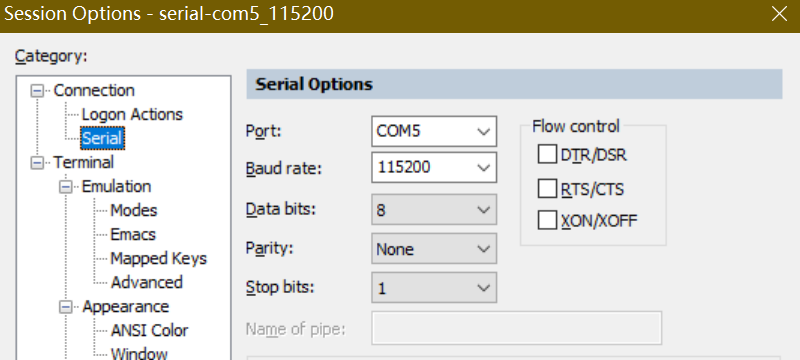 Session Options - serial-com5_115200
Category:
Connection
Logon Actions
Serial
Terminal
Emulation
Modes
Emacs
Mapped Keys
Advanced
Appearance
ANSI Color
Window
Serial Options
Port: COM5
Baud rate: 115200
Data bits: 8
Parity: None
Stop bits: 1
Name of pipe:
Flow control
DTR/DSR
RTS/CTS
XON/XOFF